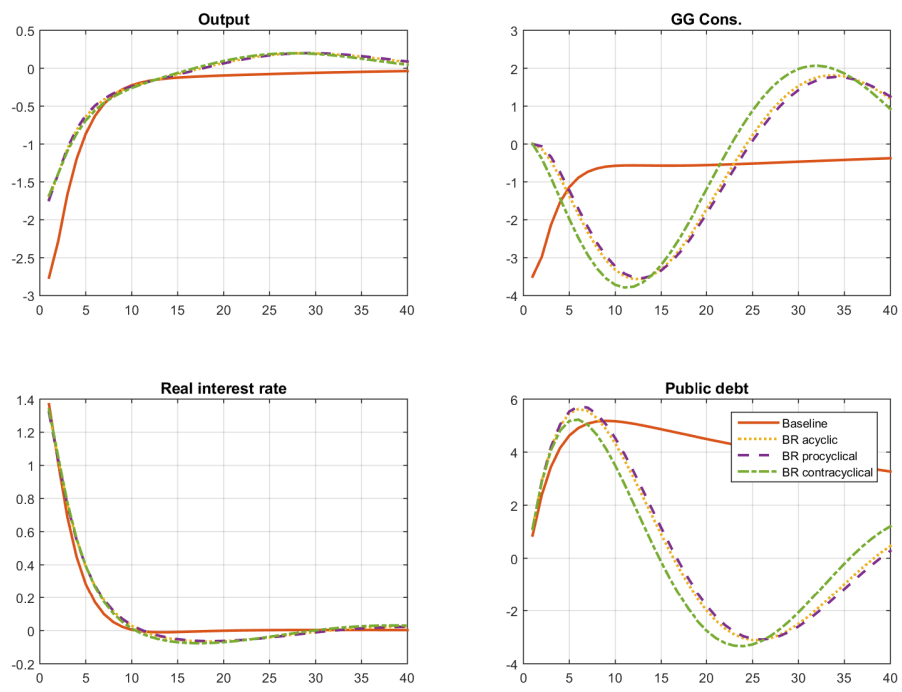 Output
0.5
0
-0.5
-1
-1.5
-2
-2.5
-3
0 5 10 15 20 25 30 35 40
GG Cons.
3
2
1
0
-1
-2
-3
-4
0 5 10 15 20 25 30 35 40
Real interest rate
1.4
1.2
1
0.8
0.6
0.4
0.2
0
-0.2
0 5 10 15 20 25 30 35 40
Public debt
6
4
2
0
-2
-4
0 5 10 15 20 25 30 35 40
Baseline
BR acyclic
BR procyclical
BR contracyclical